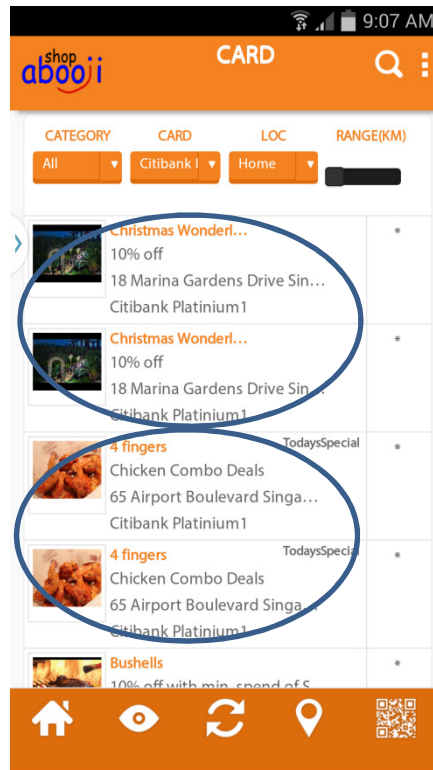 9:07 AM
shop
abooji
CARD
CATEGORY CARD LOC RANGE(KM)
All Citibank I Home
Christmas Wonderl... *
10% off
18 Marina Gardens Drive Sin...
Citibank Platinium1
Christmas Wonderl... *
10% off
18 Marina Gardens Drive Sin...
Citibank Platinium1
4 fingers TodaysSpecial *
Chicken Combo Deals
65 Airport Boulevard Singa...
Citibank Platinium1
4 fingers TodaysSpecial *
Chicken Combo Deals
65 Airport Boulevard Singa...
Citibank Platinium1
Bushells *
10% off with min. spend of S